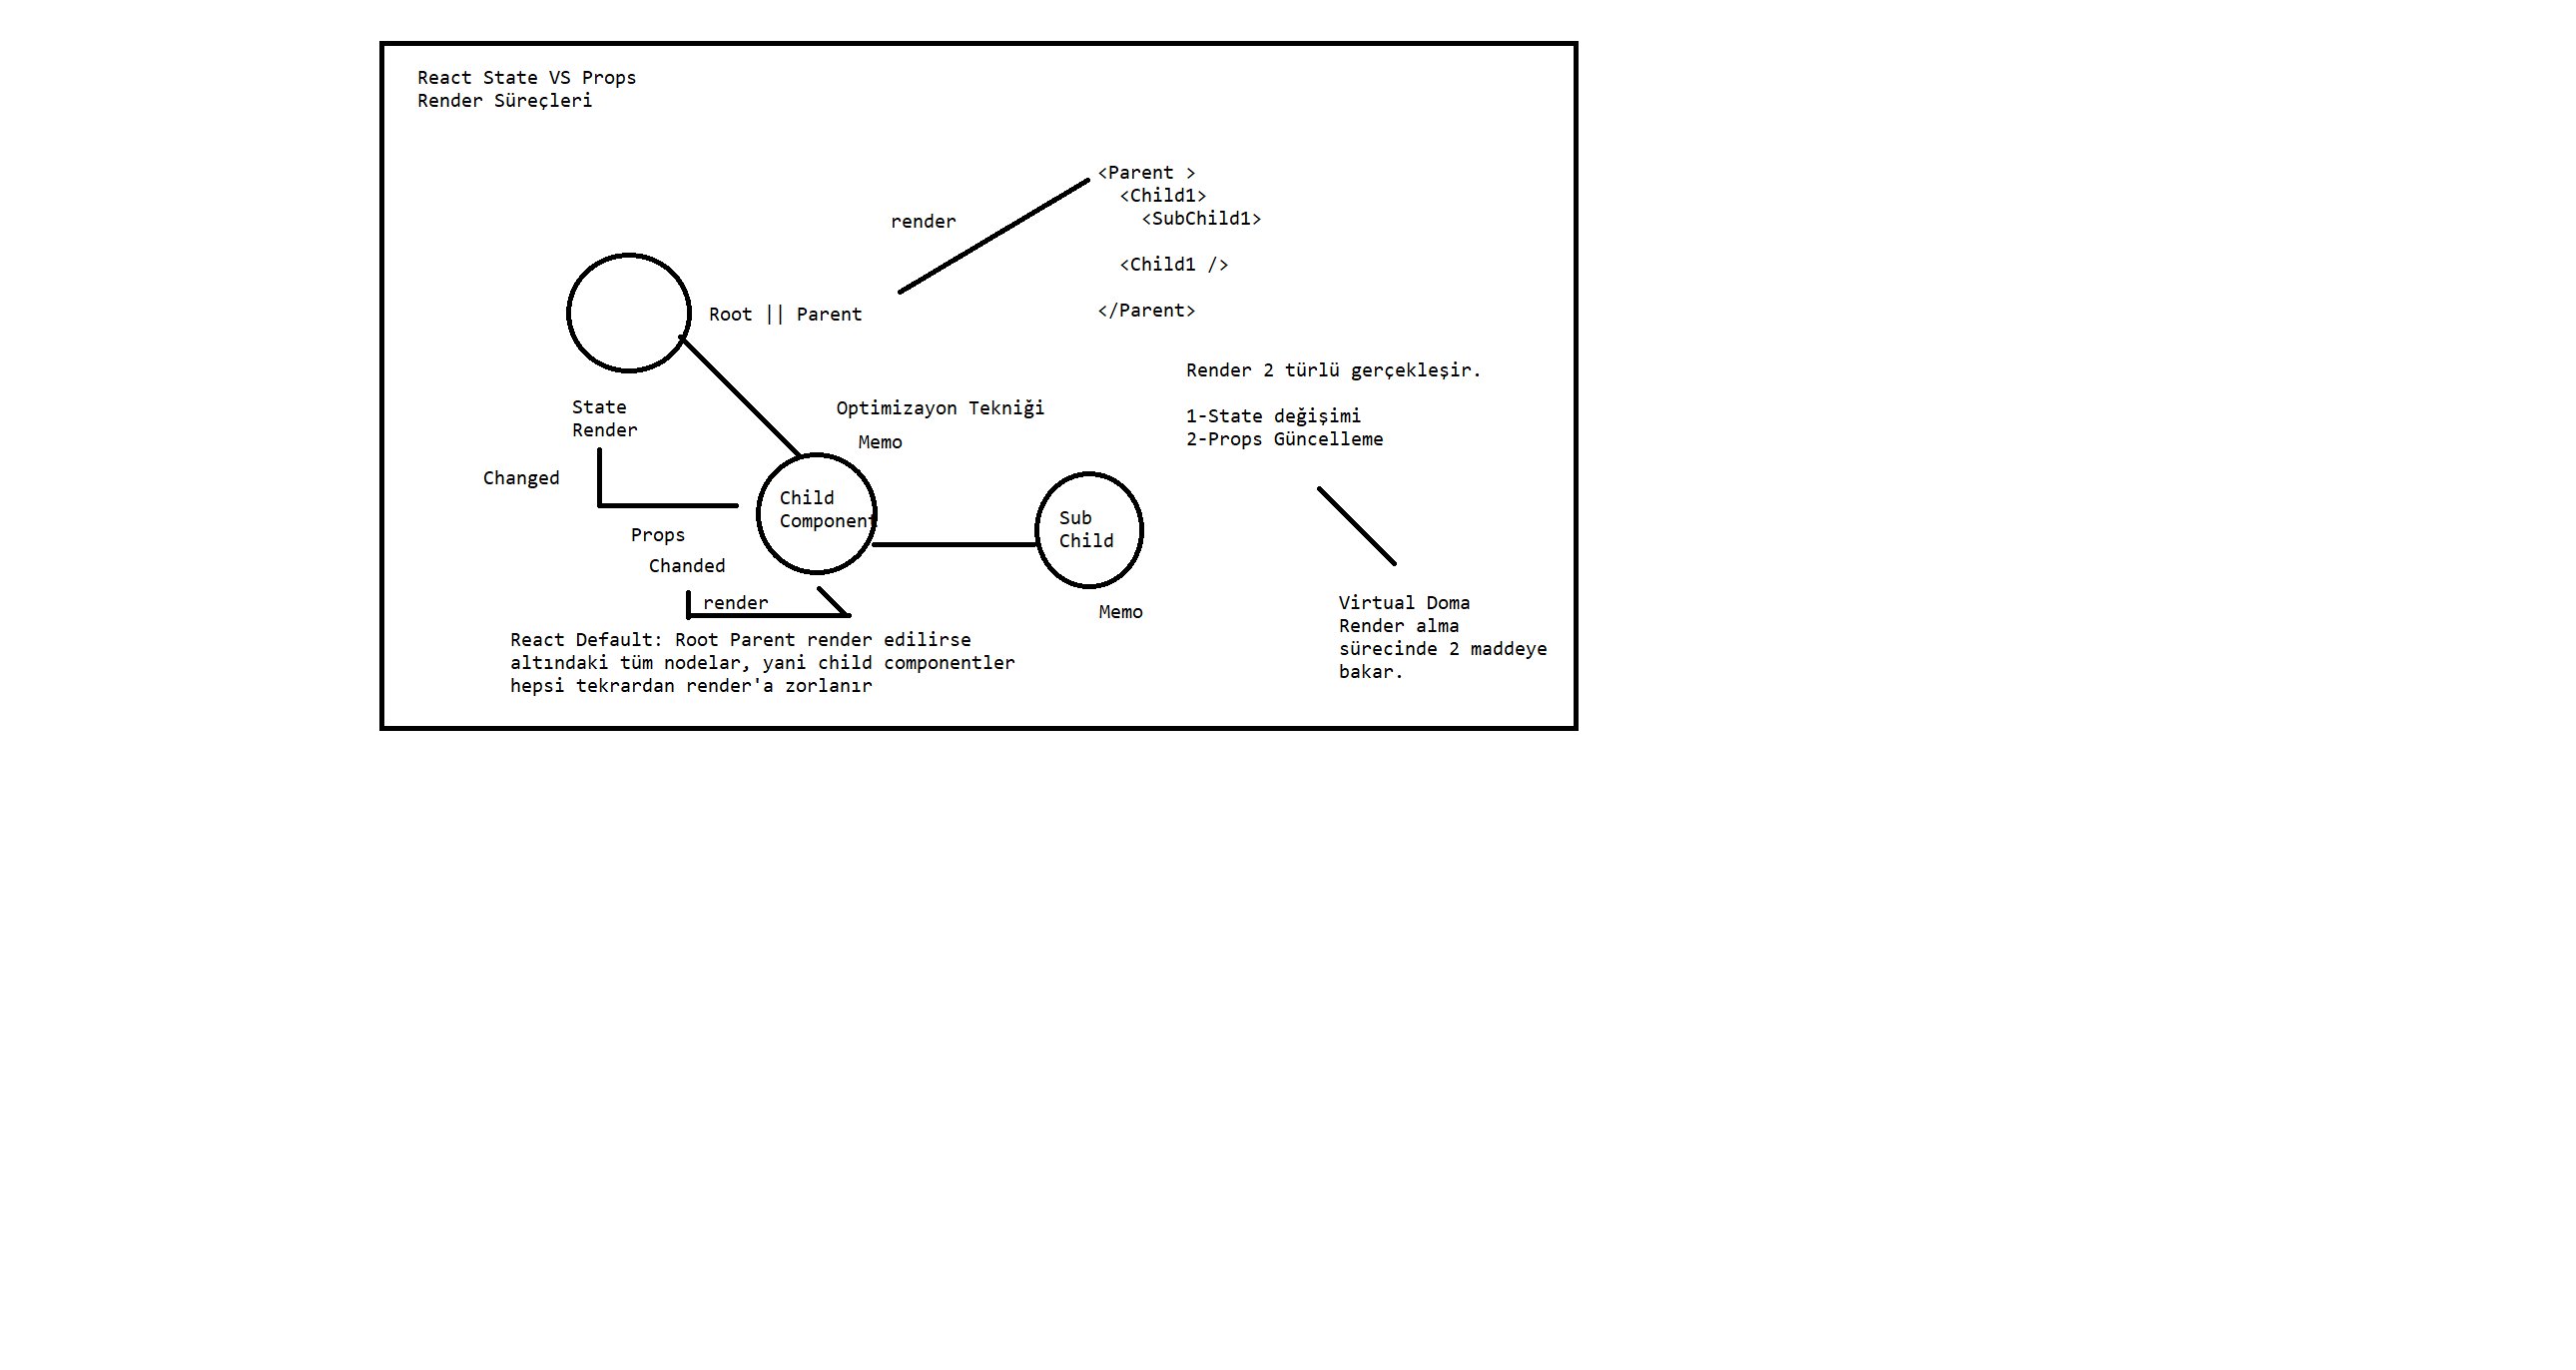 React State VS Props
Render Süreçleri
<Parent >
<Child1>
render
<SubChild1>
<Child1 />
Root || Parent
</Parent>
Render 2 türlü gerçekleşir.
State
Render
Optimizayon Tekniği
1-State değişimi
Memo
2-Props Güncelleme
Changed
Child
Component
Sub
Child
Props
Chanded
render
Memo
Virtual Doma
Render alma
sürecinde 2 maddeye
bakar.
React Default: Root Parent render edilirse
altındaki tüm nodelar, yani child componentler
hepsi tekrardan render'a zorlanır